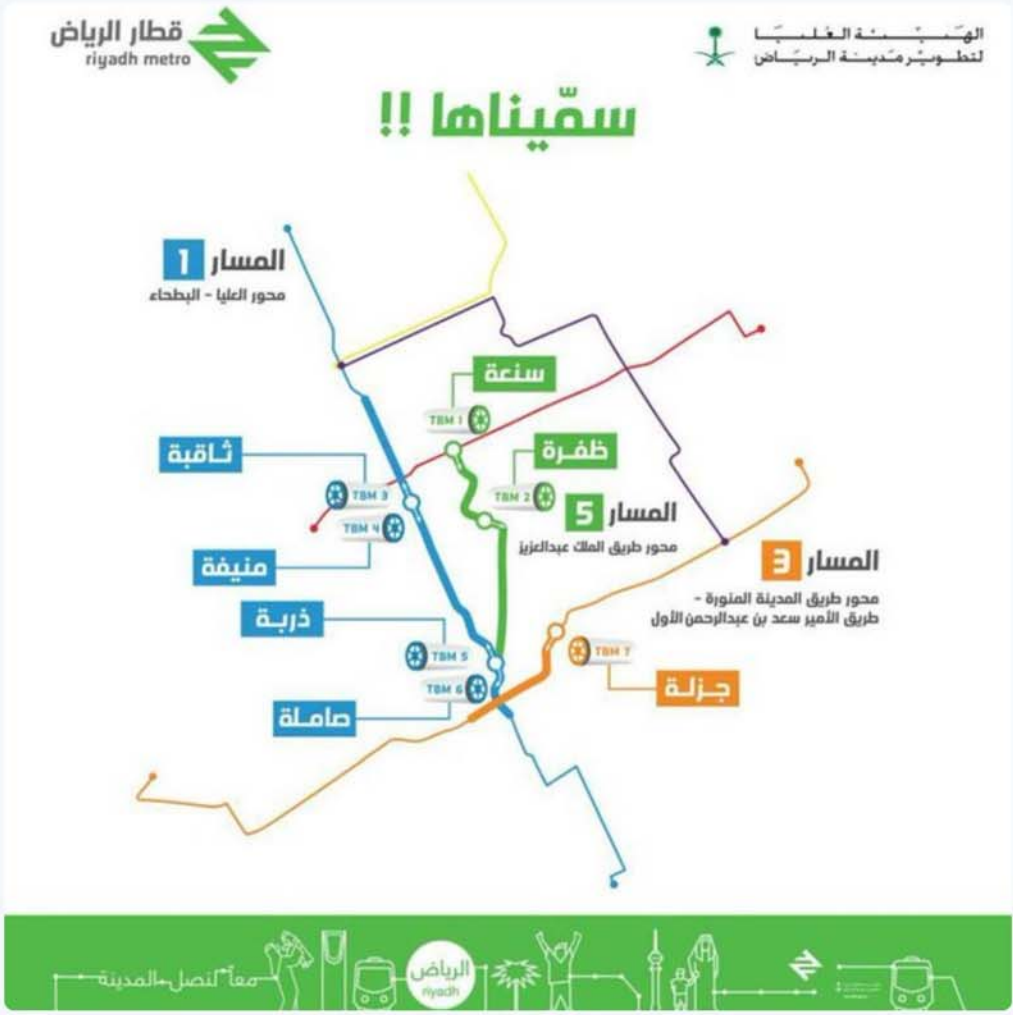 قطار الرياض
riyadh metro
الهيئة العليا
لتطوير مدينة الرياض
سمّيناها !!
المسار 1
محور العليا - البطحاء
سنعة
TBM 1
ثاقبة
ظفرة
TBM 3
TBM 2
المسار 5
محور طريق الملك عبدالعزيز
TBM 4
منيفة
المسار 3
محور طريق المدينة المنورة -
طريق الأمير سعد بن عبدالرحمن الأول
ذربة
TBM 5
TBM 7
جزلة
TBM 6
صاملة
معاً لنصل المدينة
الرياض
riyadh